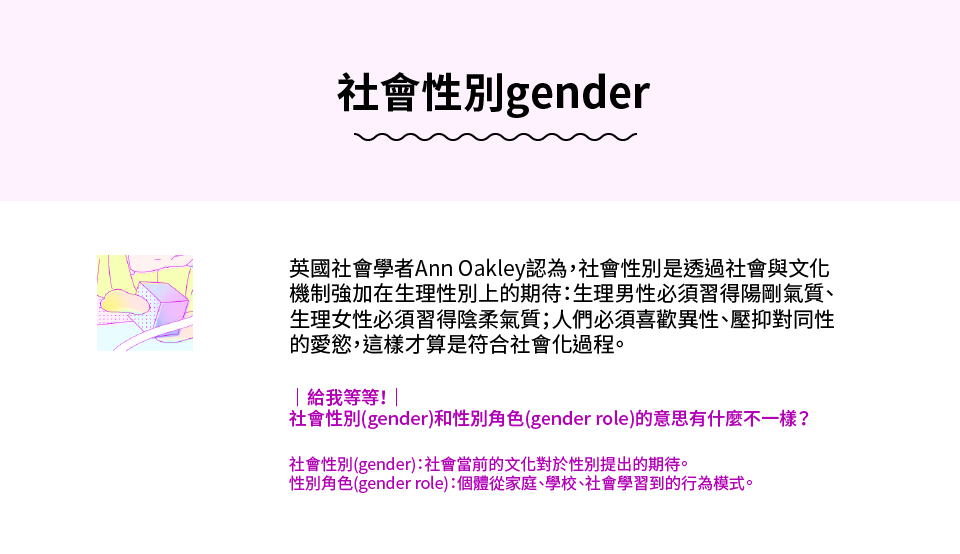 社會性別gender
英國社會學者Ann Oakley認為，社會性別是透過社會與文化
機制強加在生理性別上的期待：生理男性必須習得陽剛氣質、
生理女性必須習得陰柔氣質；人們必須喜歡異性、壓抑對同性
的愛慾，這樣才算是符合社會化過程。
｜給我等等！｜
社會性別(gender)和性別角色(gender role)的意思有什麼不一樣？
社會性別(gender)：社會當前的文化對於性別提出的期待。
性別角色(gender role)：個體從家庭、學校、社會學習到的行為模式。